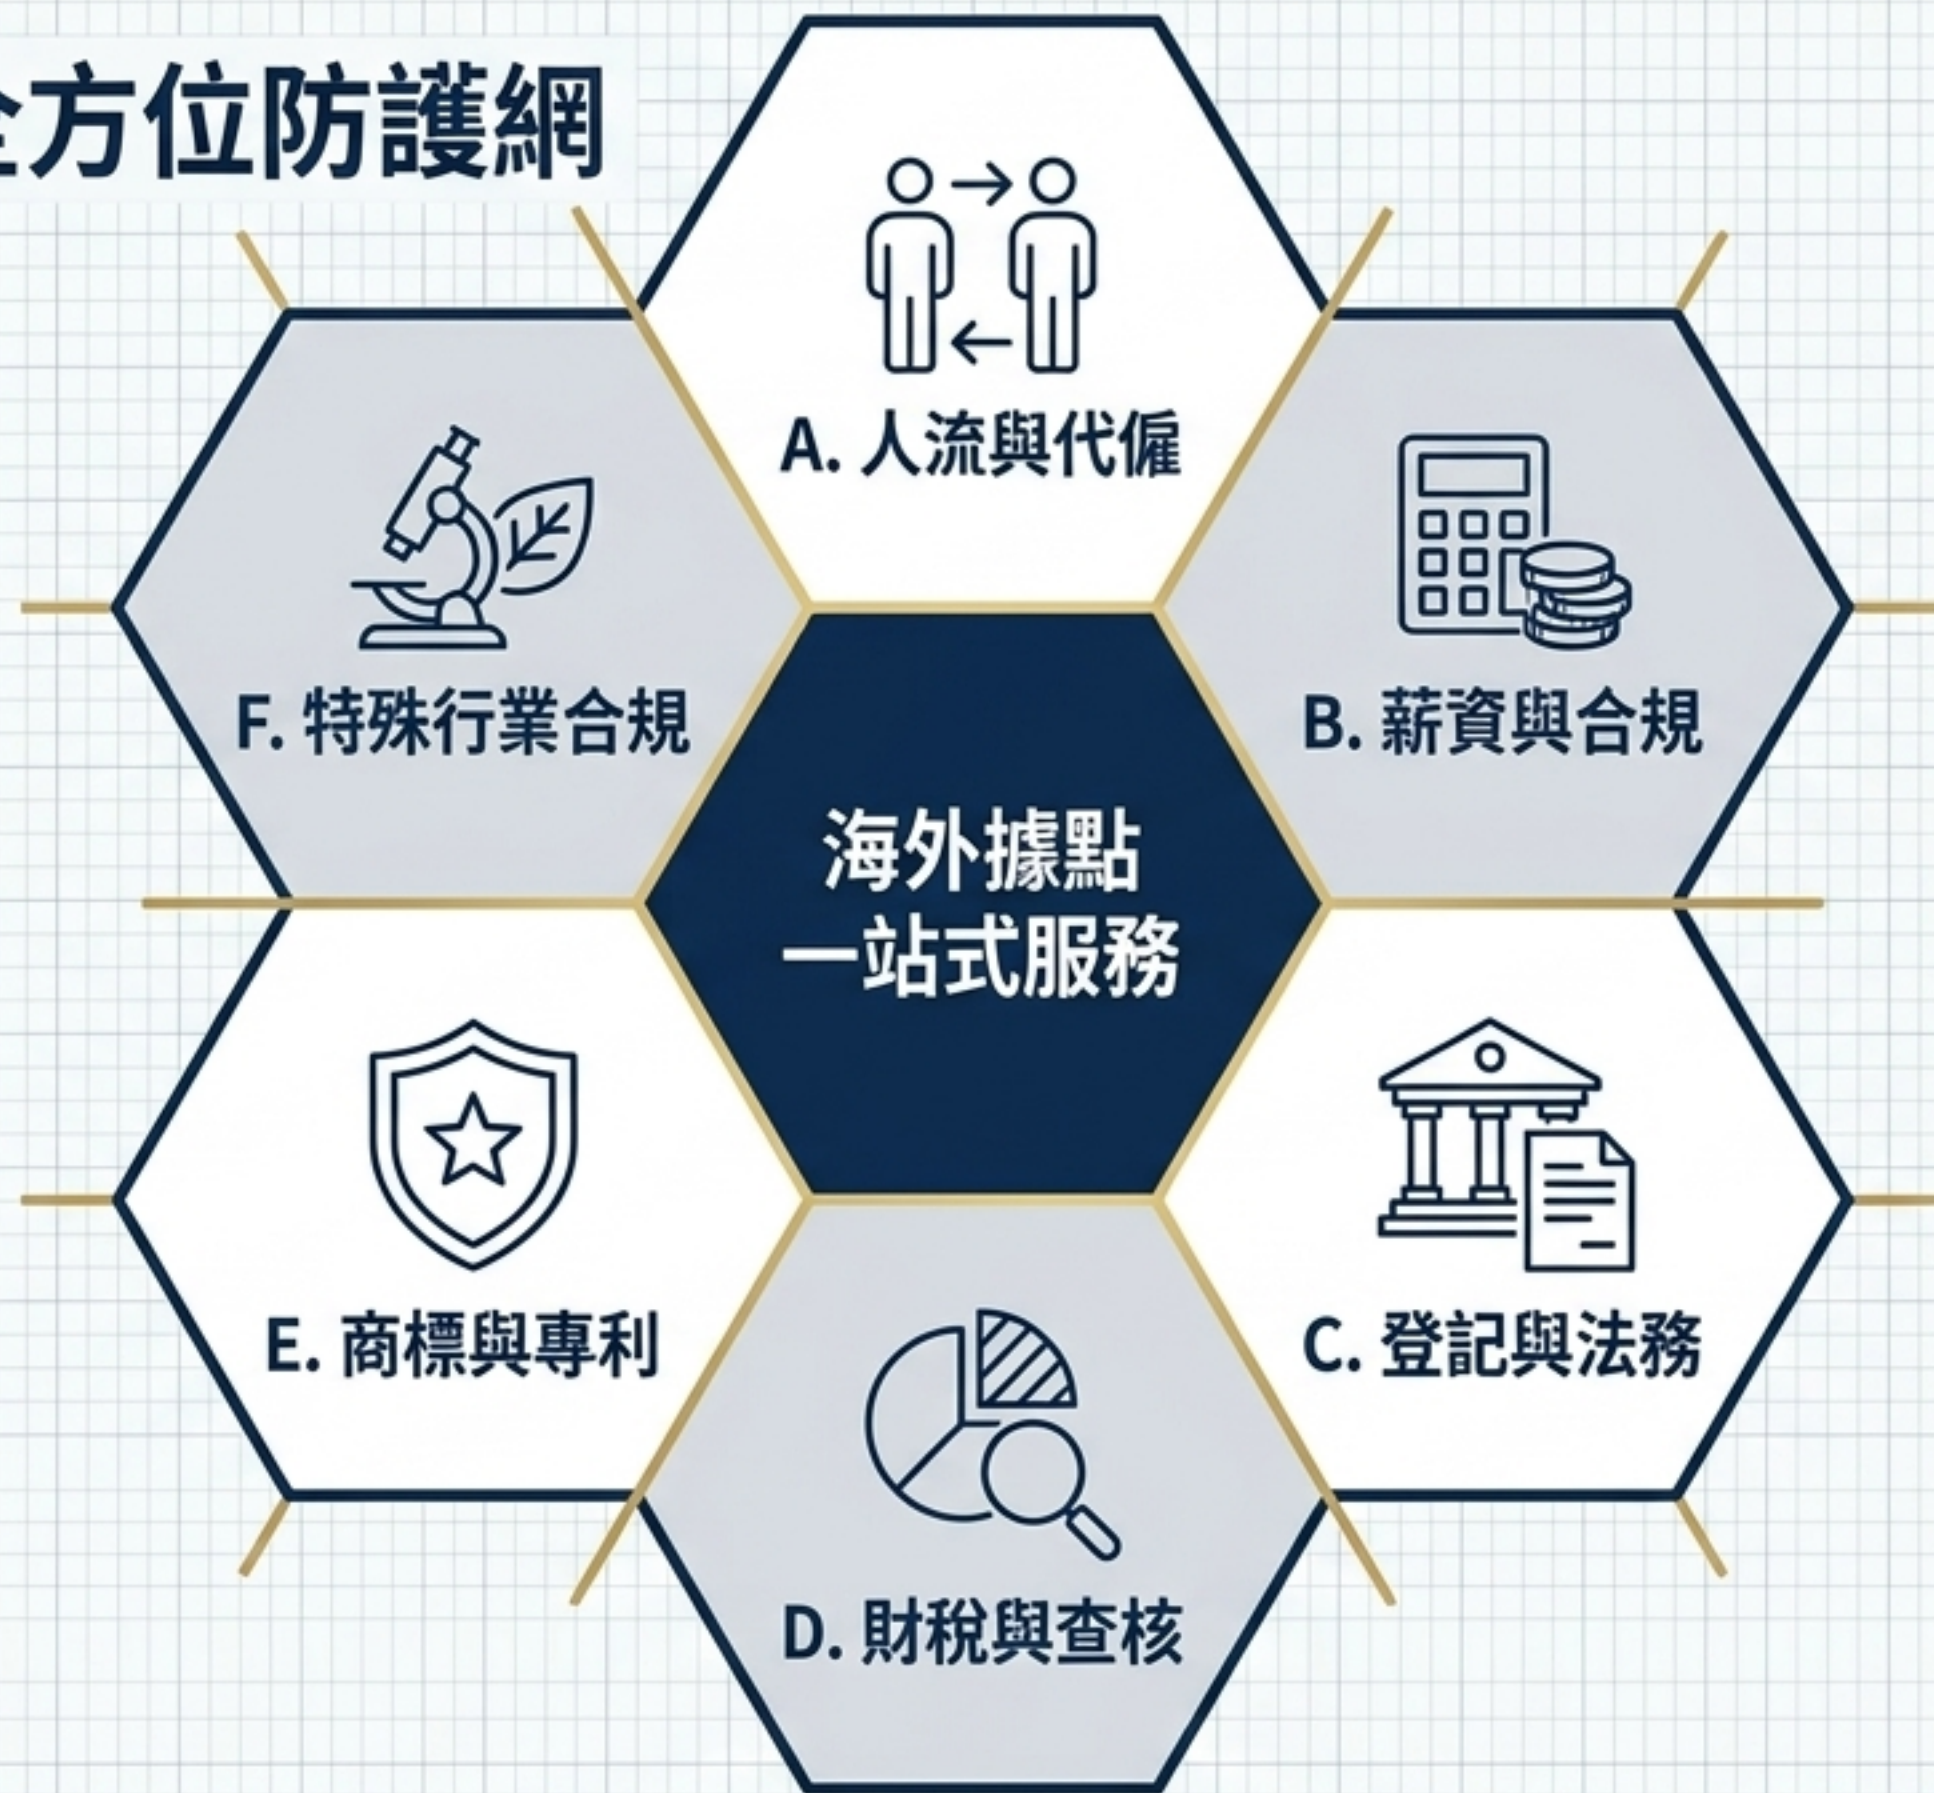 全方位防護網
A. 人流與代僱
B. 薪資與合規
C. 登記與法務
D. 財稅與查核
E. 商標與專利
F. 特殊行業合規
海外據點
一站式服務